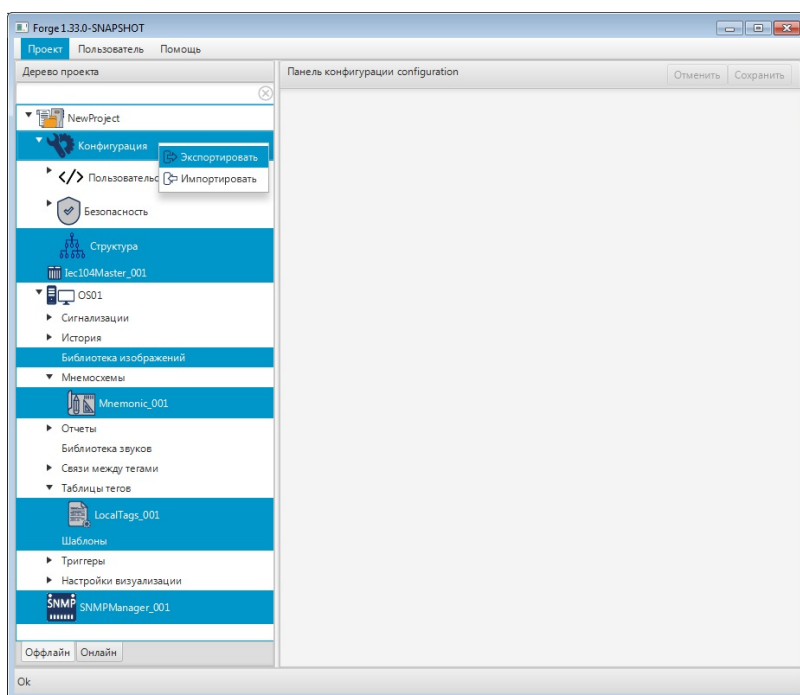 Forge 1.33.0-SNAPSHOT
Проект Пользователь Помощь
Дерево проекта
Панель конфигурации configuration
Отменить Сохранить
NewProject
Конфигурация
Экспортировать
Импортировать
Безопасность
Структура
Iec104Master_001
OS01
Сигнализации
История
Библиотека изображений
Мнемосхемы
Mnemonic_001
Отчеты
Библиотека звуков
Связи между тегами
Таблицы тегов
LocalTags_001
Шаблоны
Триггеры
Настройки визуализации
SNMP
SNMPManager_001
Оффлайн Онлайн
Ok